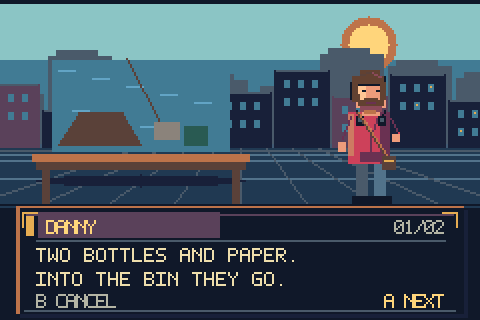 DANNY
01/02
TWO BOTTLES AND PAPER.
INTO THE BIN THEY GO.
B CANCEL
A NEXT